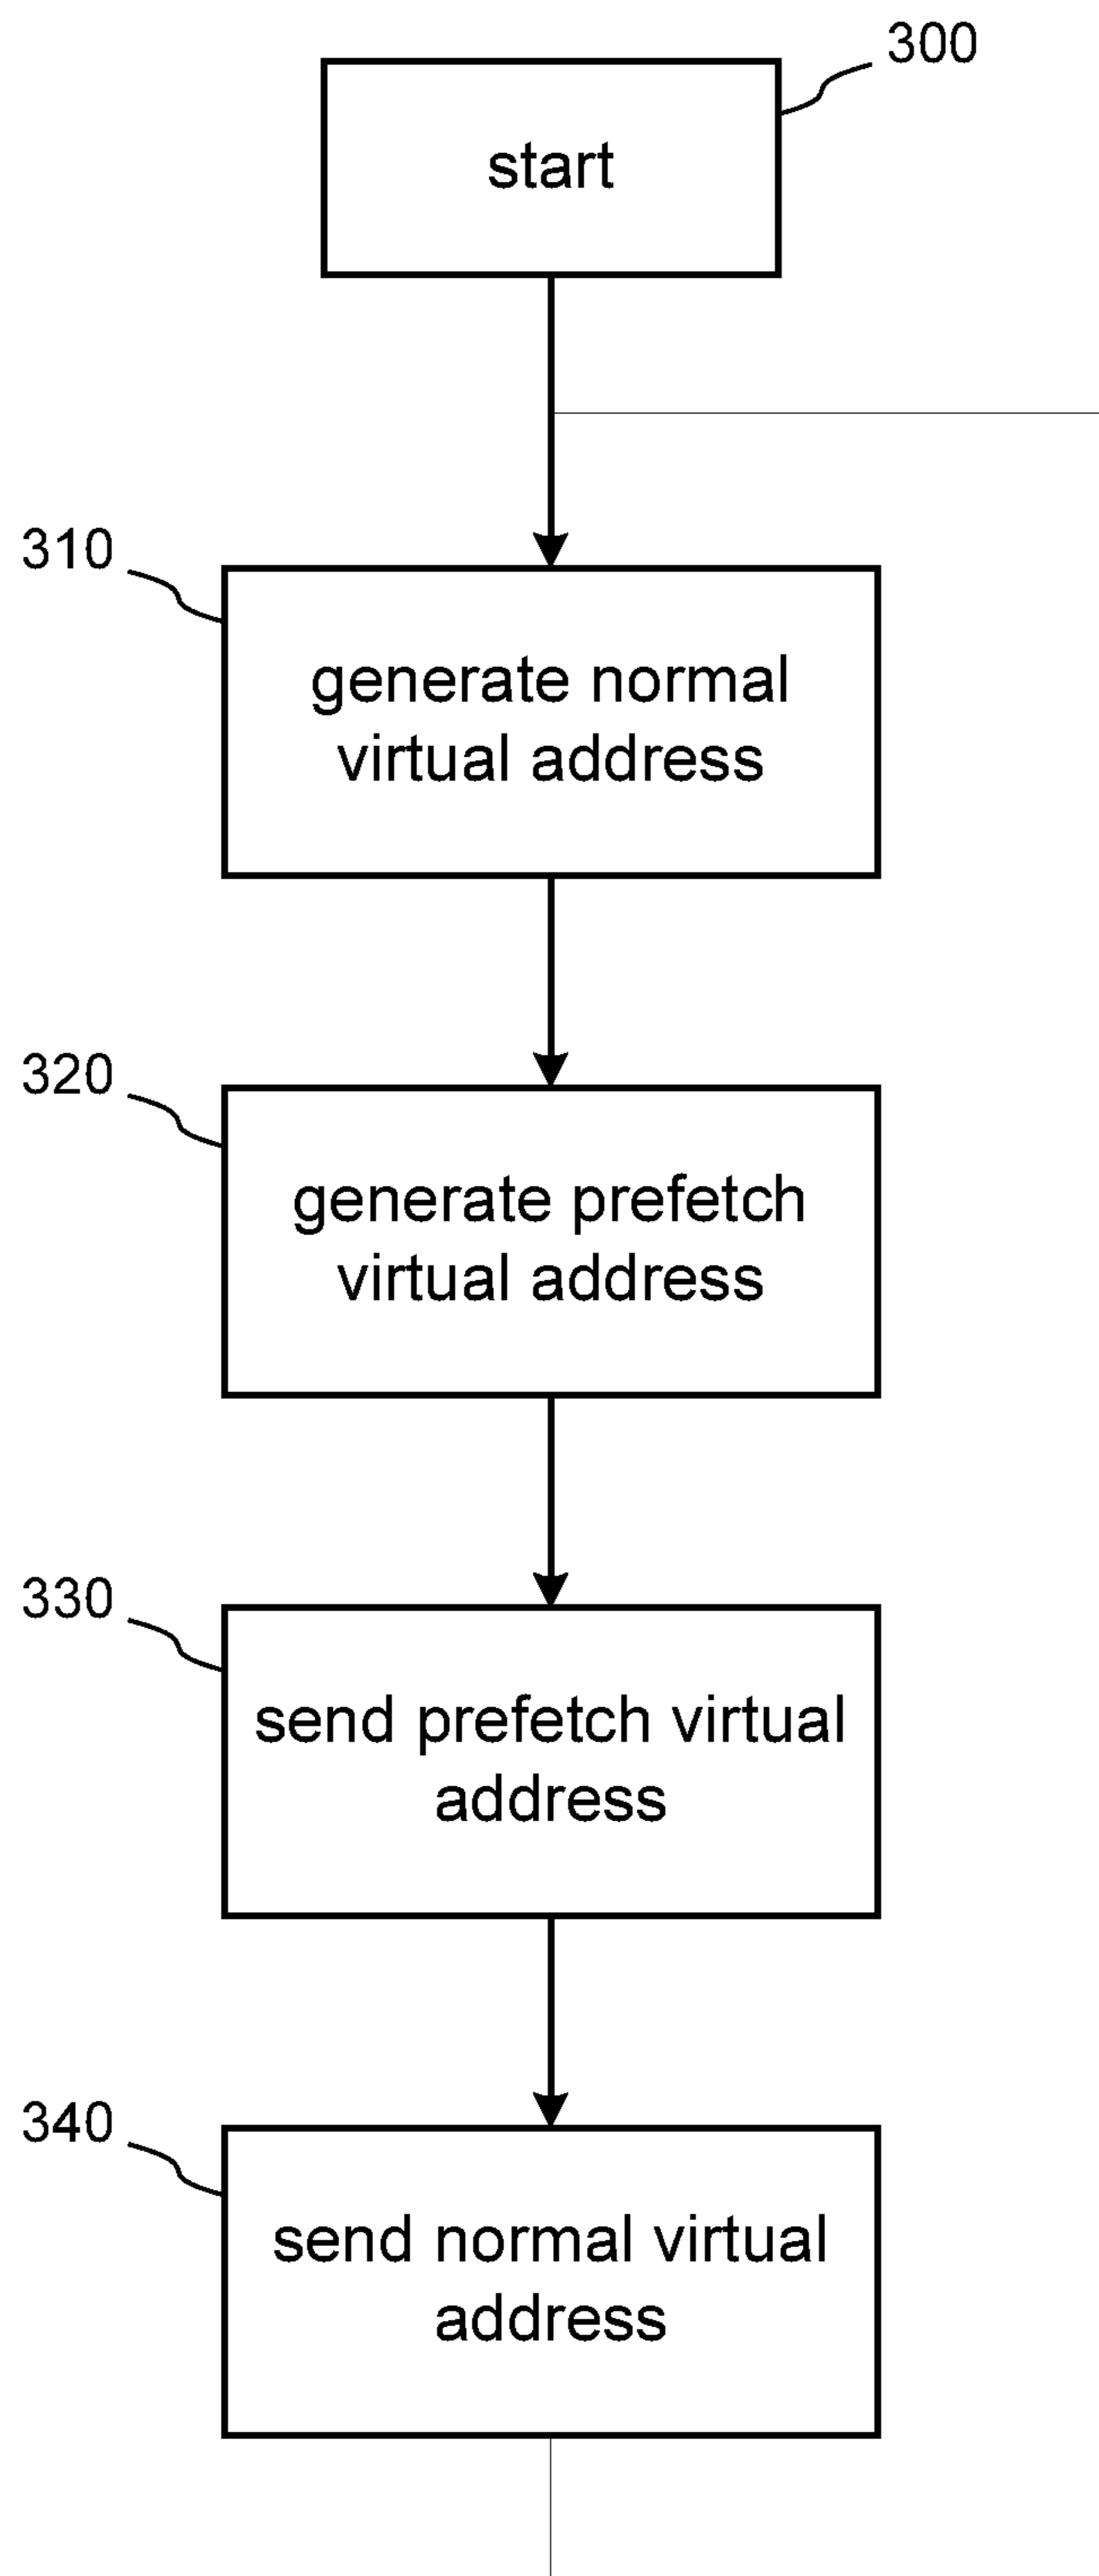 300
start
310
generate normal
virtual address
320
generate prefetch
virtual address
330
send prefetch virtual
address
340
send normal virtual
address